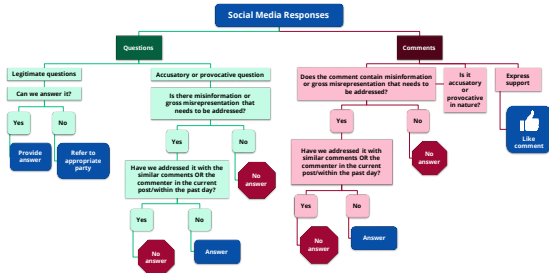 Social Media Responses
Questions
Comments
Legitimate questions
Can we answer it?
Yes
No
Provide
answer
Refer to
appropriate
party
Accusatory or provocative question
Is there misinformation or
gross misrepresentation that
needs to be addressed?
Yes
No
No
answer
Have we addressed it with the
similar comments OR the
commenter in the current
post/within the past day?
Yes
No
No
answer
Answer
Does the comment contain misinformation
or gross misrepresentation that needs to
be addressed?
Yes
No
No
answer
Have we addressed it with
similar comments OR the
commenter in the current
post/within the past day?
Yes
No
No
answer
Answer
Is it
accusatory
or
provocative
in nature?
Express
support
Like
comment